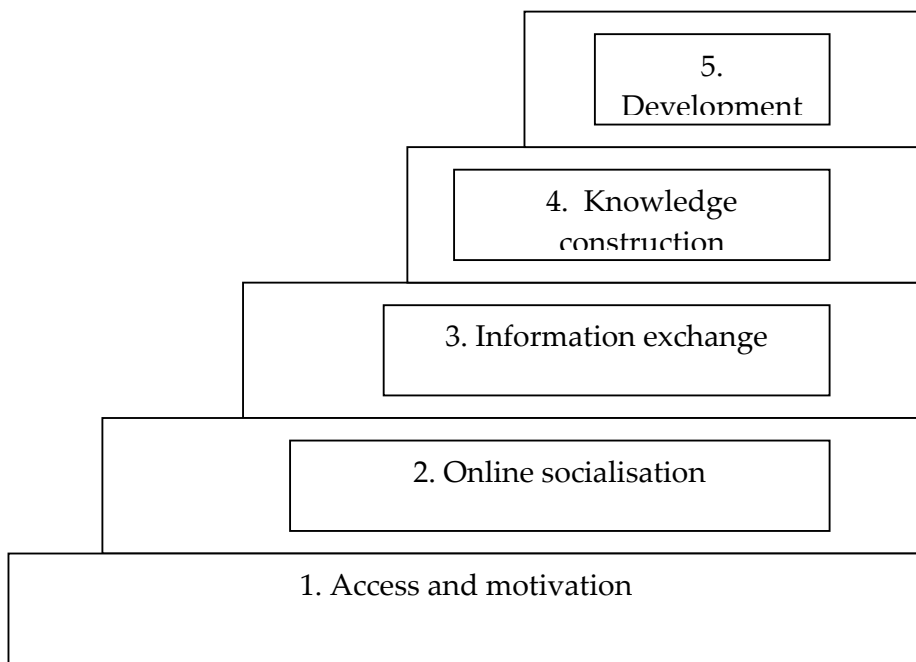 5.
Development
4. Knowledge
construction
3. Information exchange
2. Online socialisation
1. Access and motivation